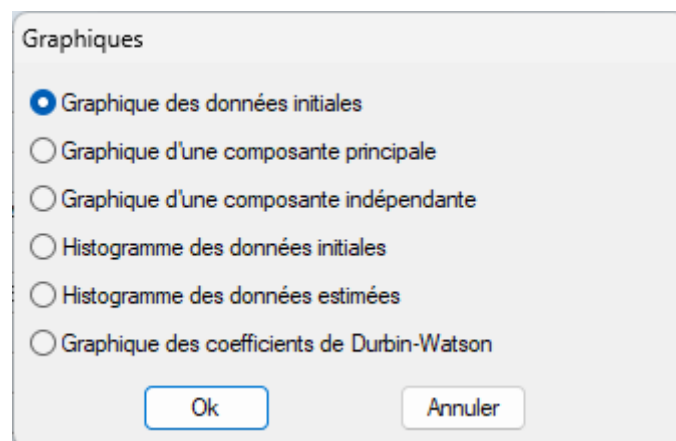 Graphiques
Graphique des données initiales
Graphique d'une composante principale
Graphique d'une composante indépendante
Histogramme des données initiales
Histogramme des données estimées
Graphique des coefficients de Durbin-Watson
Ok Annuler